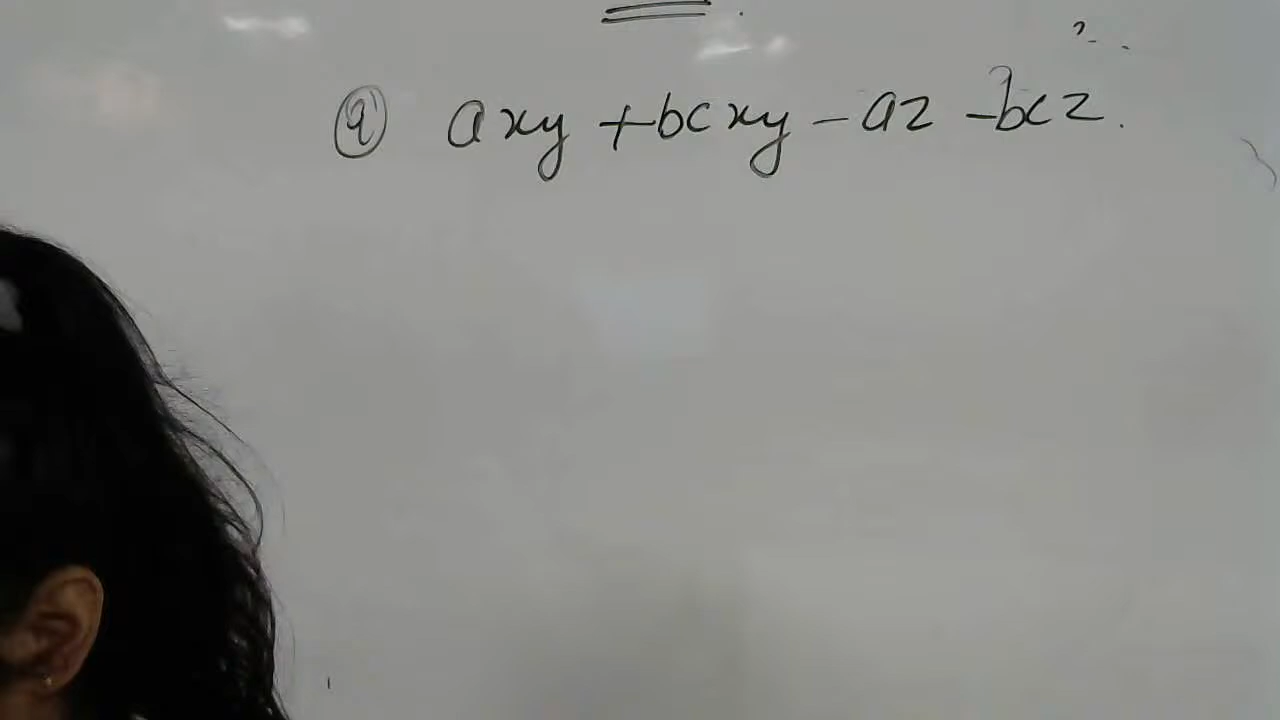 9 axy + bcxy - az - bcz.